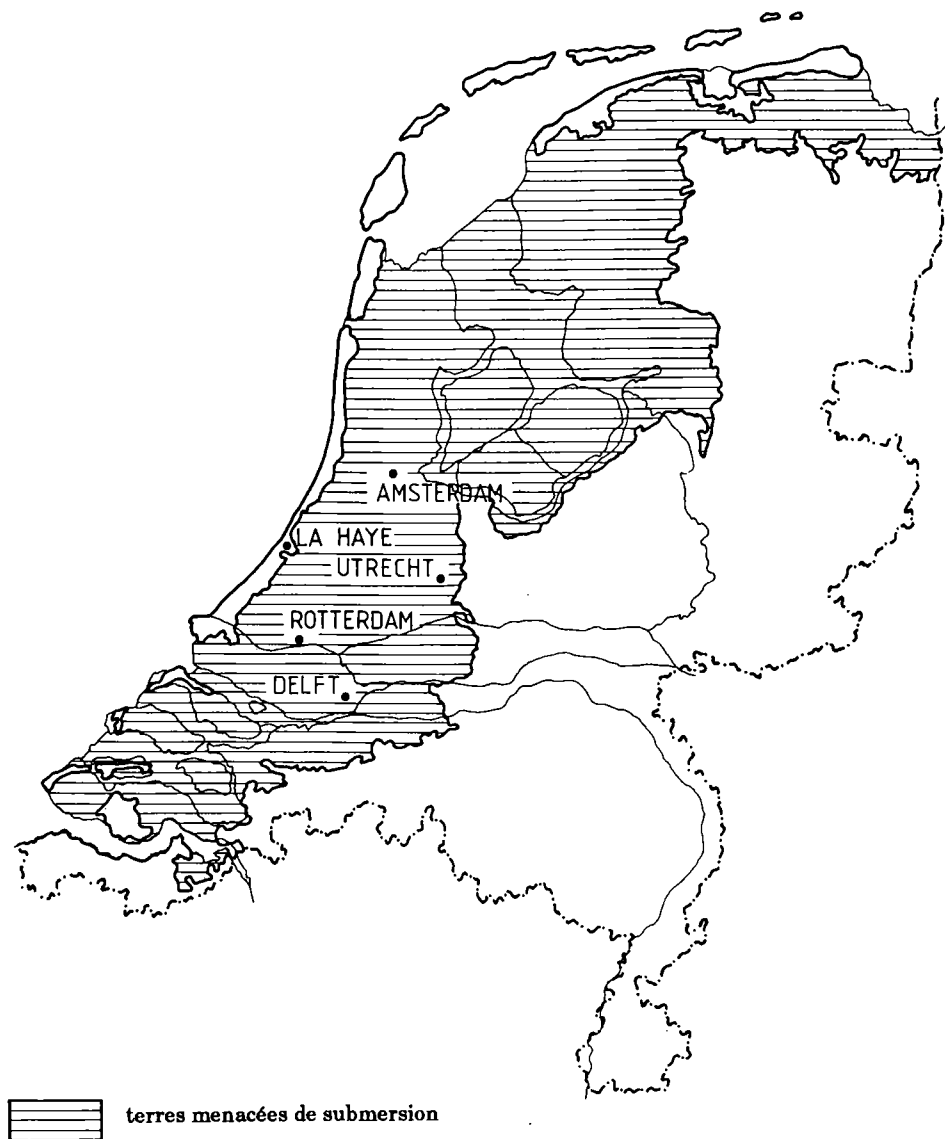 AMSTERDAM
LA HAYE
UTRECHT
ROTTERDAM
DELFT
terres menacées de submersion